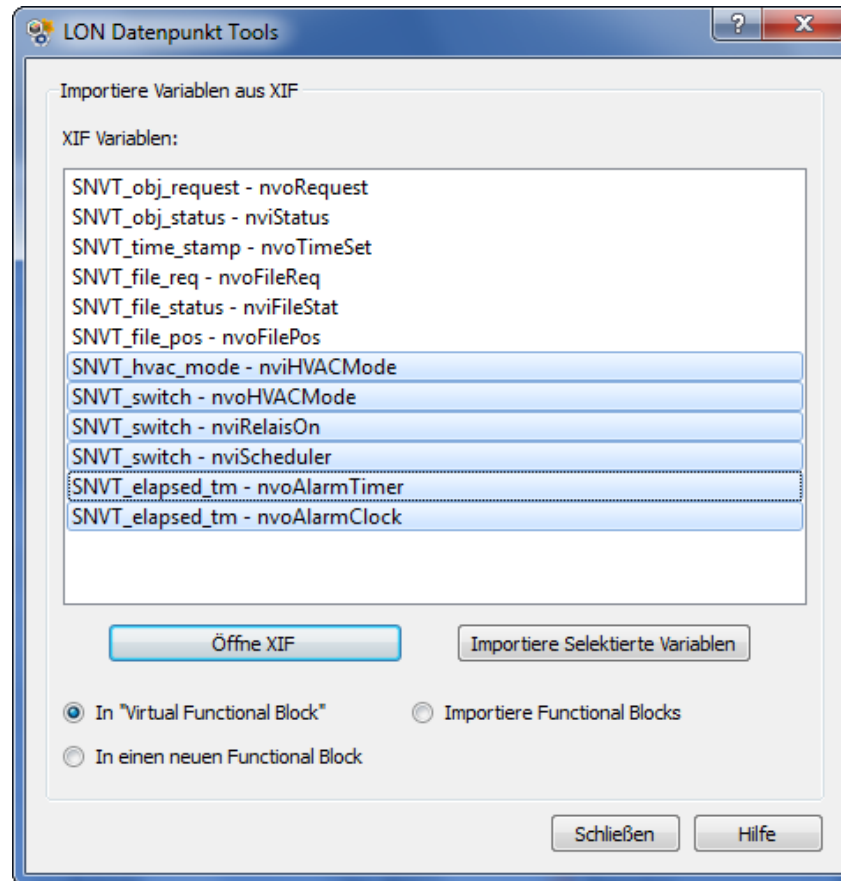 LON Datenpunkt Tools
?
Importiere Variablen aus XIF
XIF Variablen:
SNVT_obj_request - nvoRequest
SNVT_obj_status - nviStatus
SNVT_time_stamp - nvoTimeSet
SNVT_file_req - nvoFileReq
SNVT_file_status - nviFileStat
SNVT_file_pos - nvoFilePos
SNVT_hvac_mode - nviHVACMode
SNVT_switch - nvoHVACMode
SNVT_switch - nviRelaisOn
SNVT_switch - nviScheduler
SNVT_elapsed_tm - nvoAlarmTimer
SNVT_elapsed_tm - nvoAlarmClock
Öffne XIF Importiere Selektierte Variablen
In "Virtual Functional Block" Importiere Functional Blocks
In einen neuen Functional Block
Schließen Hilfe